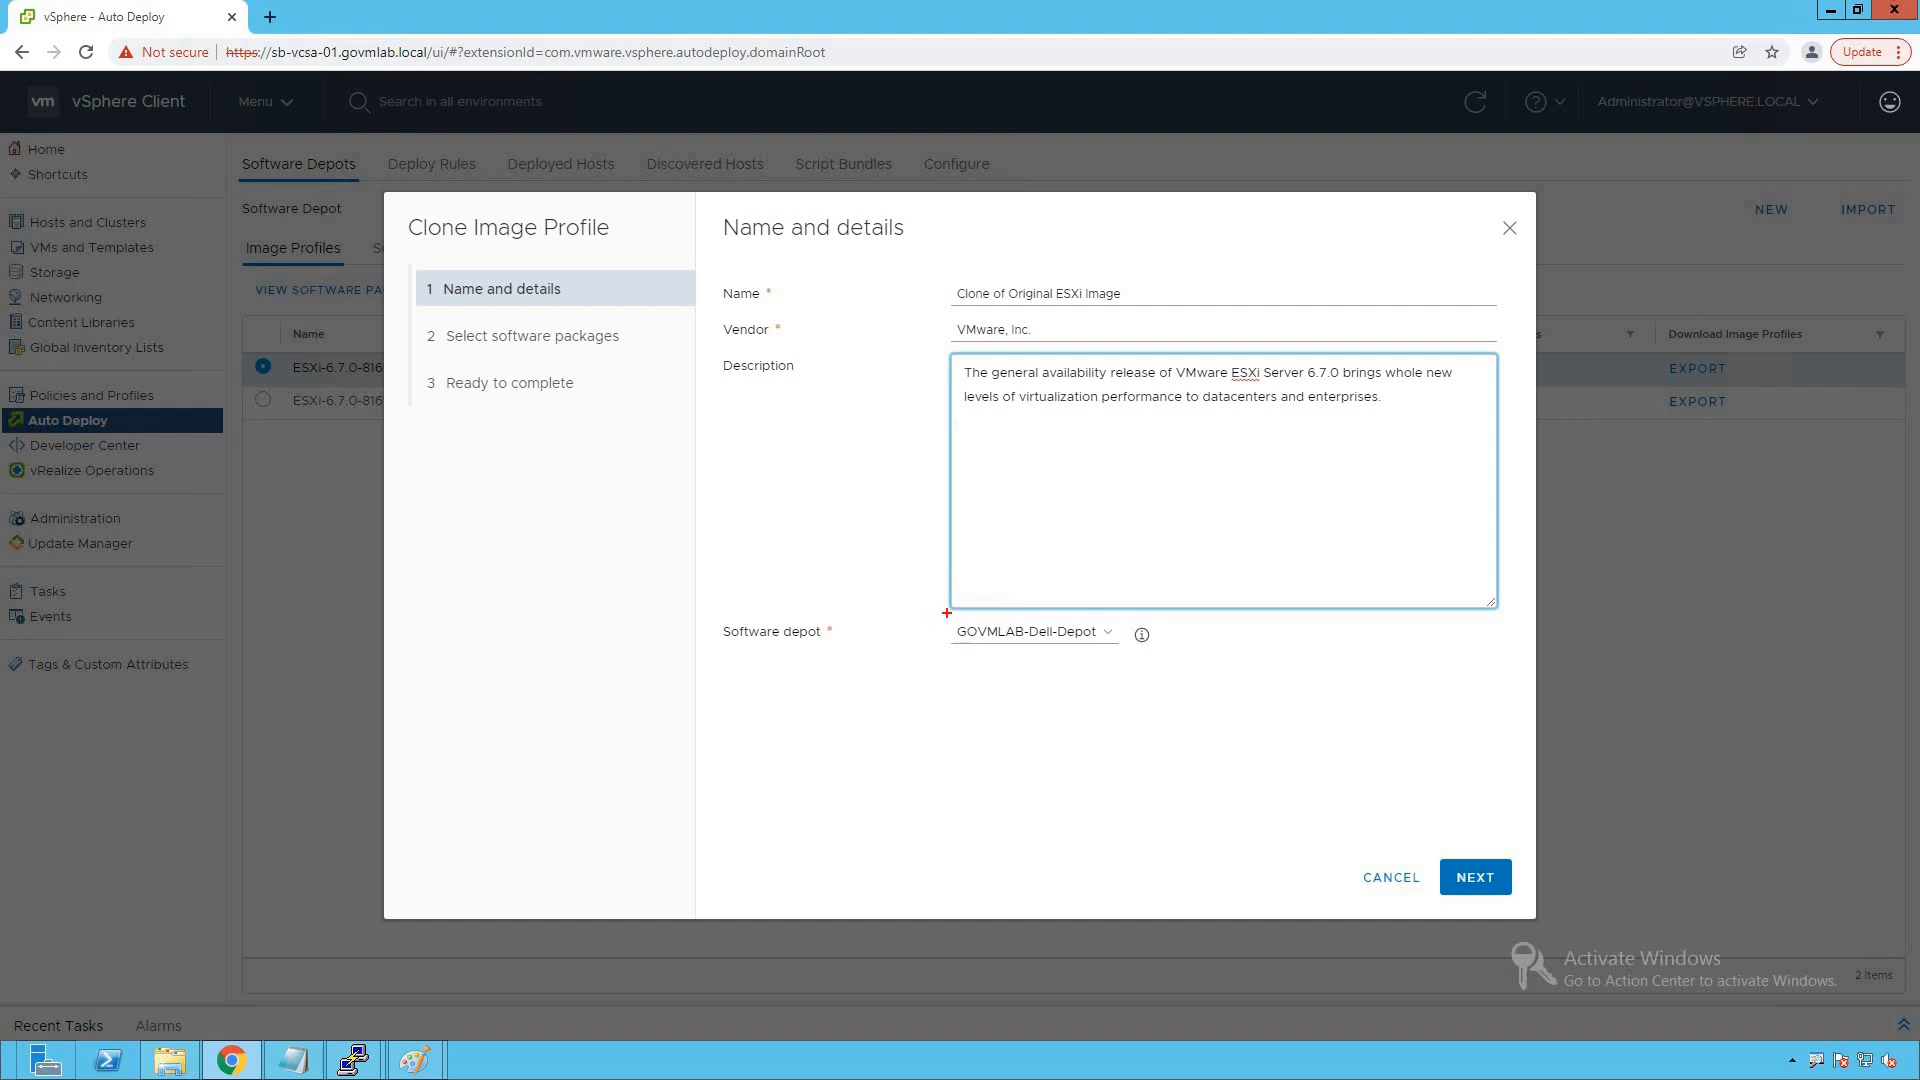 vSphere - Auto Deploy
Not secure
https://sb-vcsa-01.govmlab.local/ui/#?extensionId=com.vmware.vsphere.autodeploy.domainRoot
Update
vm
vSphere Client
Menu
Search in all environments
Administrator@VSPHERE.LOCAL
Home
Shortcuts
Hosts and Clusters
VMs and Templates
Storage
Networking
Content Libraries
Global Inventory Lists
Policies and Profiles
Auto Deploy
Developer Center
vRealize Operations
Administration
Update Manager
Tasks
Events
Tags & Custom Attributes
Software Depots
Deploy Rules
Deployed Hosts
Discovered Hosts
Script Bundles
Configure
Software Depot
NEW
IMPORT
Image Profiles
VIEW SOFTWARE PA
Name
Download Image Profiles
ESXi-6.7.0-816
EXPORT
ESXi-6.7.0-816
EXPORT
Clone Image Profile
1 Name and details
2 Select software packages
3 Ready to complete
Name and details
Name *
Clone of Original ESXi Image
Vendor *
VMware, Inc.
Description
The general availability release of VMware ESXi Server 6.7.0 brings whole new
levels of virtualization performance to datacenters and enterprises.
Software depot *
GOVMLAB-Dell-Depot
CANCEL
NEXT
Activate Windows
Go to Action Center to activate Windows.
2 items
Recent Tasks
Alarms